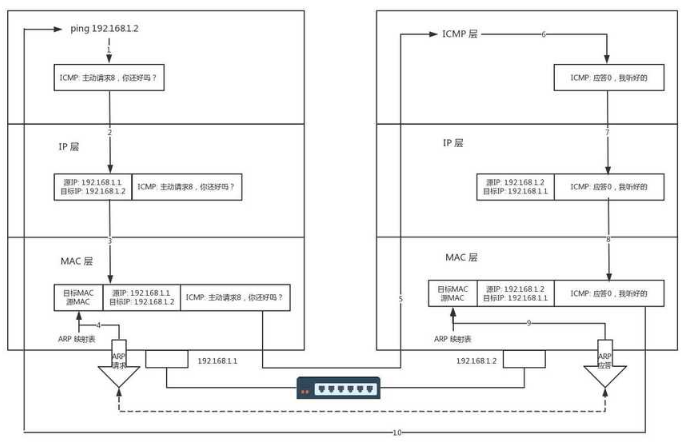 ping 192.168.1.2
1
ICMP: 主动请求8，你还好吗？
2
IP 层
源IP: 192.168.1.1
目标IP: 192.168.1.2
ICMP: 主动请求8，你还好吗？
3
MAC 层
目标MAC
源MAC
源IP: 192.168.1.1
目标IP: 192.168.1.2
ICMP: 主动请求8，你还好吗？
4
ARP 映射表
ARP
请求
192.168.1.1
5
ICMP 层
6
ICMP: 应答0，我听好的
7
IP 层
源IP: 192.168.1.2
目标IP: 192.168.1.1
ICMP: 应答0，我听好的
8
MAC 层
目标MAC
源MAC
源IP: 192.168.1.2
目标IP: 192.168.1.1
ICMP: 应答0，我听好的
9
ARP 映射表
ARP
应答
192.168.1.2
10